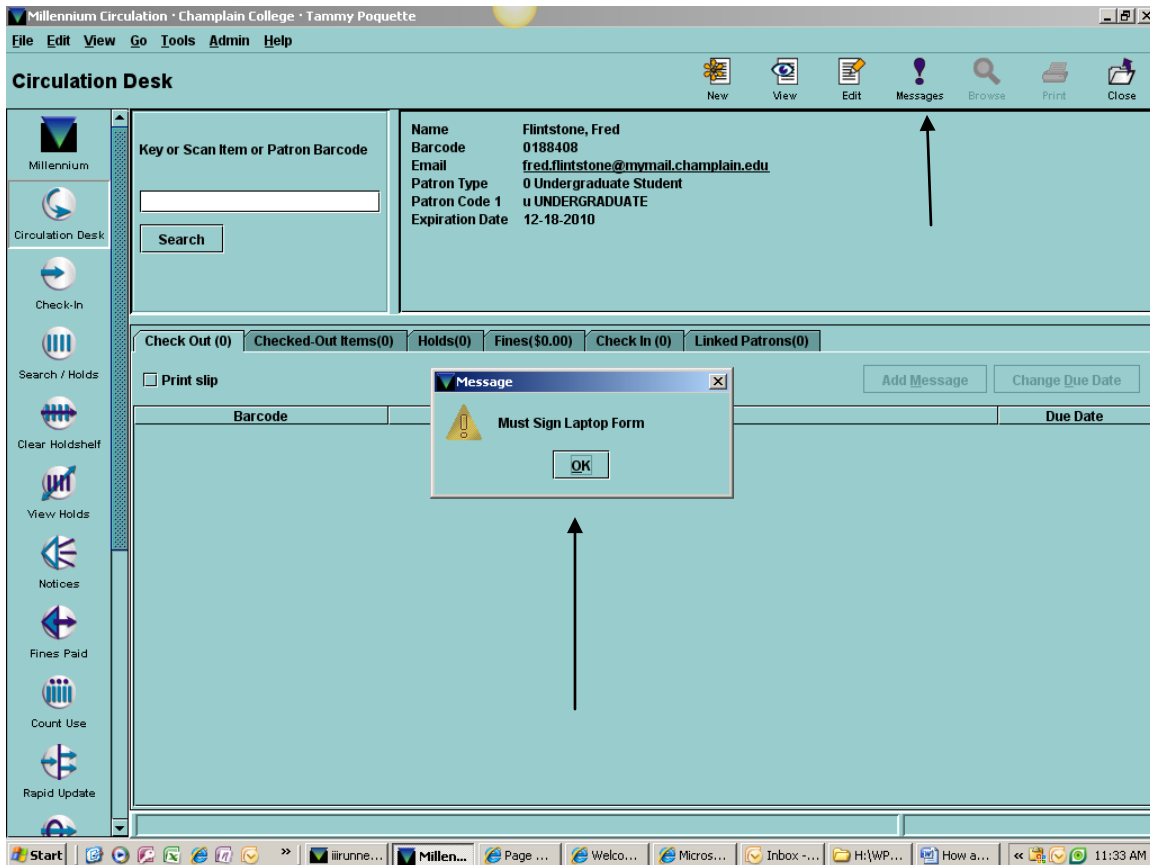 Millennium Circulation · Champlain College · Tammy Poquette
File Edit View Go Tools Admin Help
Circulation Desk
New View Edit Messages Browse Print Close
Millennium
Circulation Desk
Check-In
Search / Holds
Clear Holdshelf
View Holds
Notices
Fines Paid
Count Use
Rapid Update
Key or Scan Item or Patron Barcode
Search
Name Flintstone, Fred
Barcode 0188408
Email fred.flintstone@mymail.champlain.edu
Patron Type 0 Undergraduate Student
Patron Code 1 u UNDERGRADUATE
Expiration Date 12-18-2010
Check Out (0) Checked-Out Items(0) Holds(0) Fines($0.00) Check In (0) Linked Patrons(0)
Print slip Add Message Change Due Date
Barcode Due Date
Message
Must Sign Laptop Form
OK
Start » iiirunne... Millen... Page ... Welco... Micros... Inbox -... H:\WP... How a... « 11:33 AM